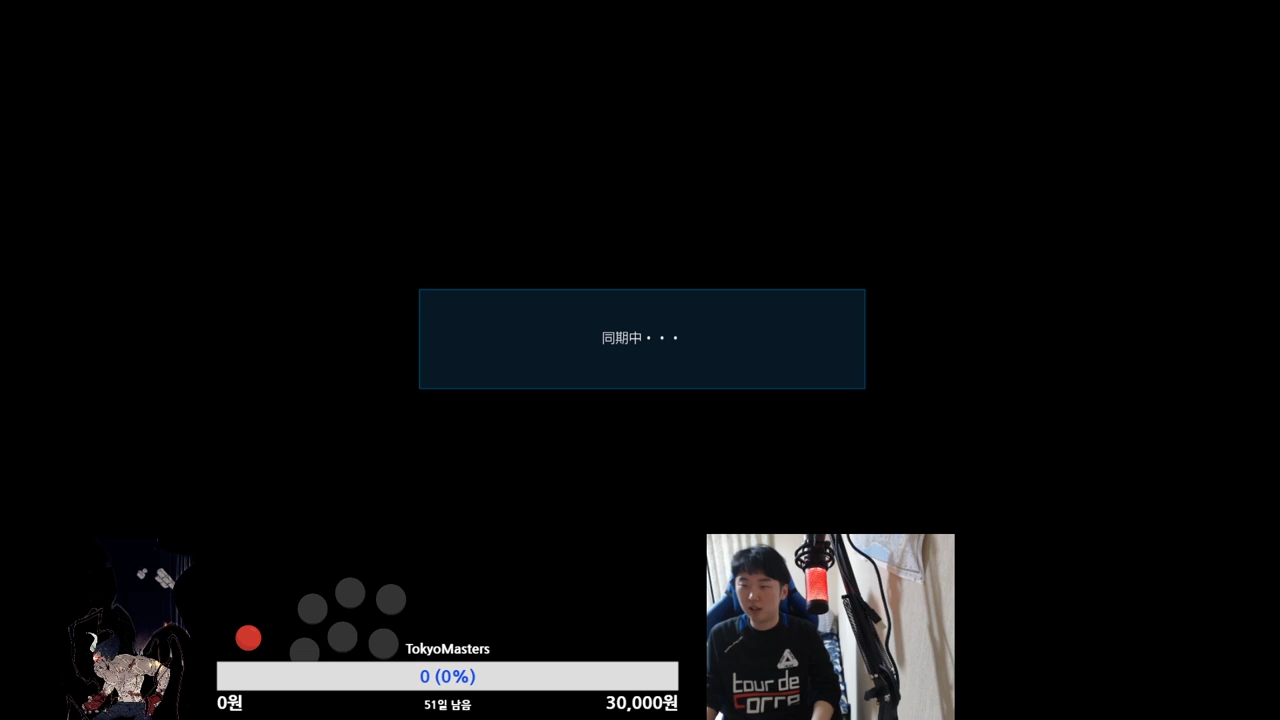 同期中・・・
TokyoMasters
0 (0%)
0원
51일 남음
30,000원
tour de
Corre